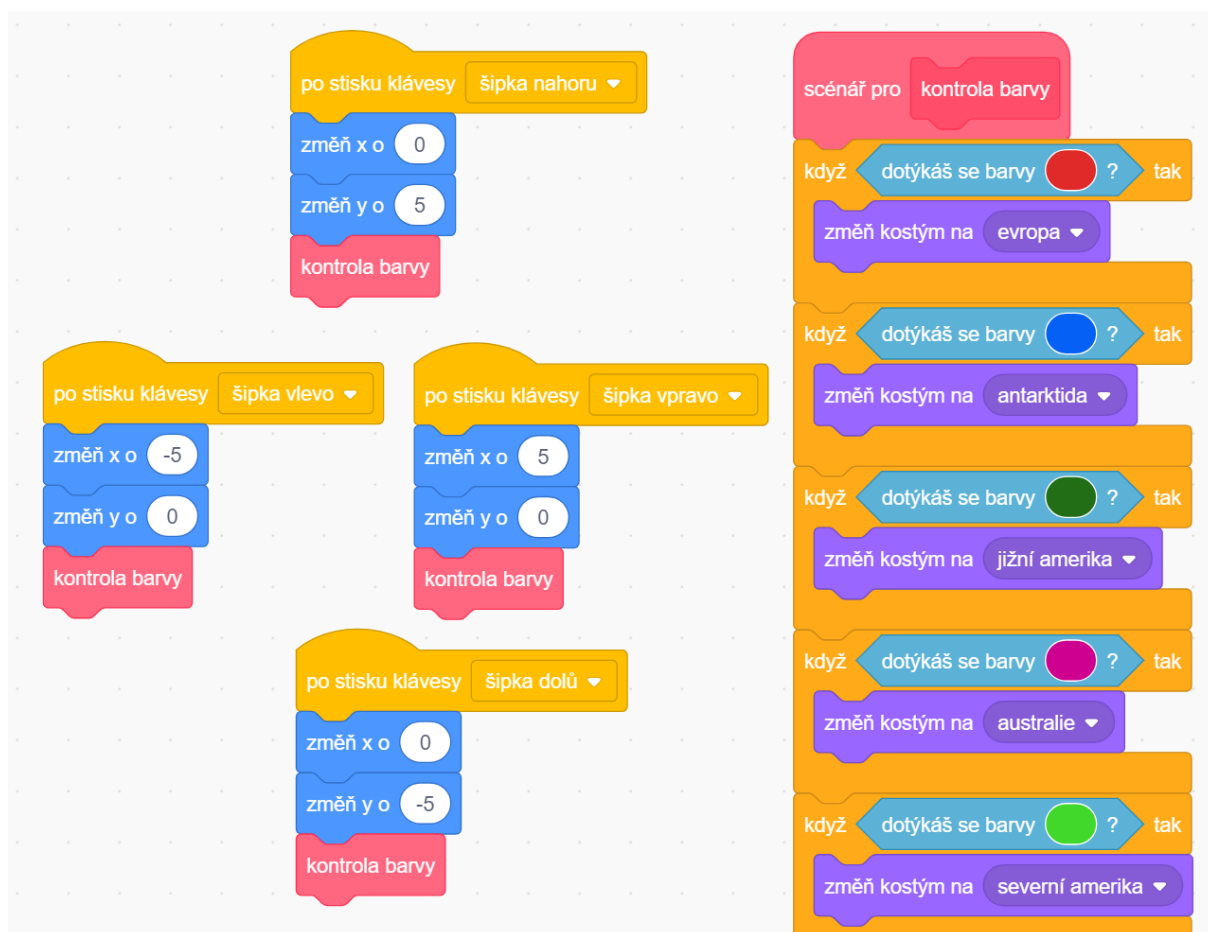 po stisku klávesy šipka nahoru
změň x o 0
změň y o 5
kontrola barvy
po stisku klávesy šipka vlevo
změň x o -5
změň y o 0
kontrola barvy
po stisku klávesy šipka vpravo
změň x o 5
změň y o 0
kontrola barvy
po stisku klávesy šipka dolů
změň x o 0
změň y o -5
kontrola barvy
scénář pro kontrola barvy
když dotýkáš se barvy ? tak
změň kostým na evropa
když dotýkáš se barvy ? tak
změň kostým na antarktida
když dotýkáš se barvy ? tak
změň kostým na jižní amerika
když dotýkáš se barvy ? tak
změň kostým na australie
když dotýkáš se barvy ? tak
změň kostým na severní amerika